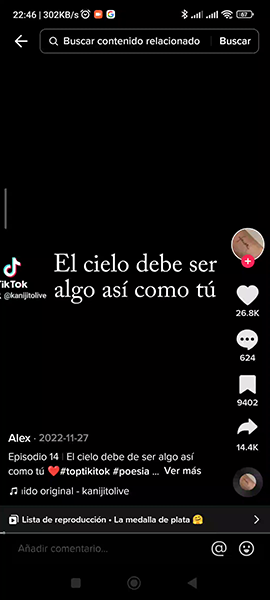 22:46 | 302KB/s
67
Buscar contenido relacionado | Buscar
El cielo debe ser
algo así como tú
TikTok
@kanijitolive
26.8K
624
9402
14.4K
Alex · 2022-11-27
Episodio 14 | El cielo debe de ser algo así
como tú ❤️#toptikitok #poesia ... Ver más
♫ ıido original - kanijitolive
Lista de reproducción • La medalla de plata 🤗
Añadir comentario...